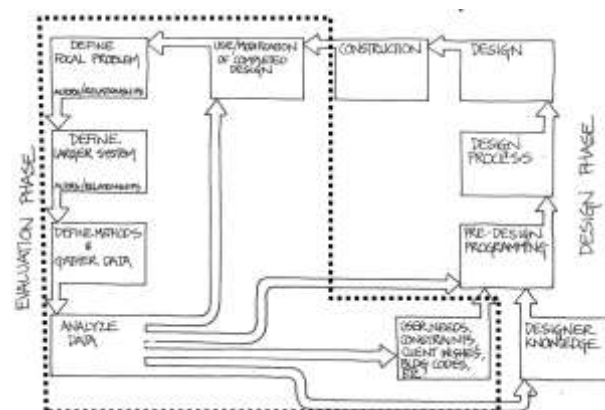 DEFINE
FOCAL PROBLEM
USE/MODIFICATION
OF COMPLETED
DESIGN
CONSTRUCTION
DESIGN
DEFINE
LARGER SYSTEM
DESIGN
PROCESS
DEFINE METHODS
&
GATHER DATA
PRE-DESIGN
PROGRAMMING
ANALYZE
DATA
USER NEEDS,
CONSTRAINTS,
CLIENT WISHES,
BLDG CODES,
ETC.
DESIGNER
KNOWLEDGE
EVALUATION PHASE
DESIGN PHASE